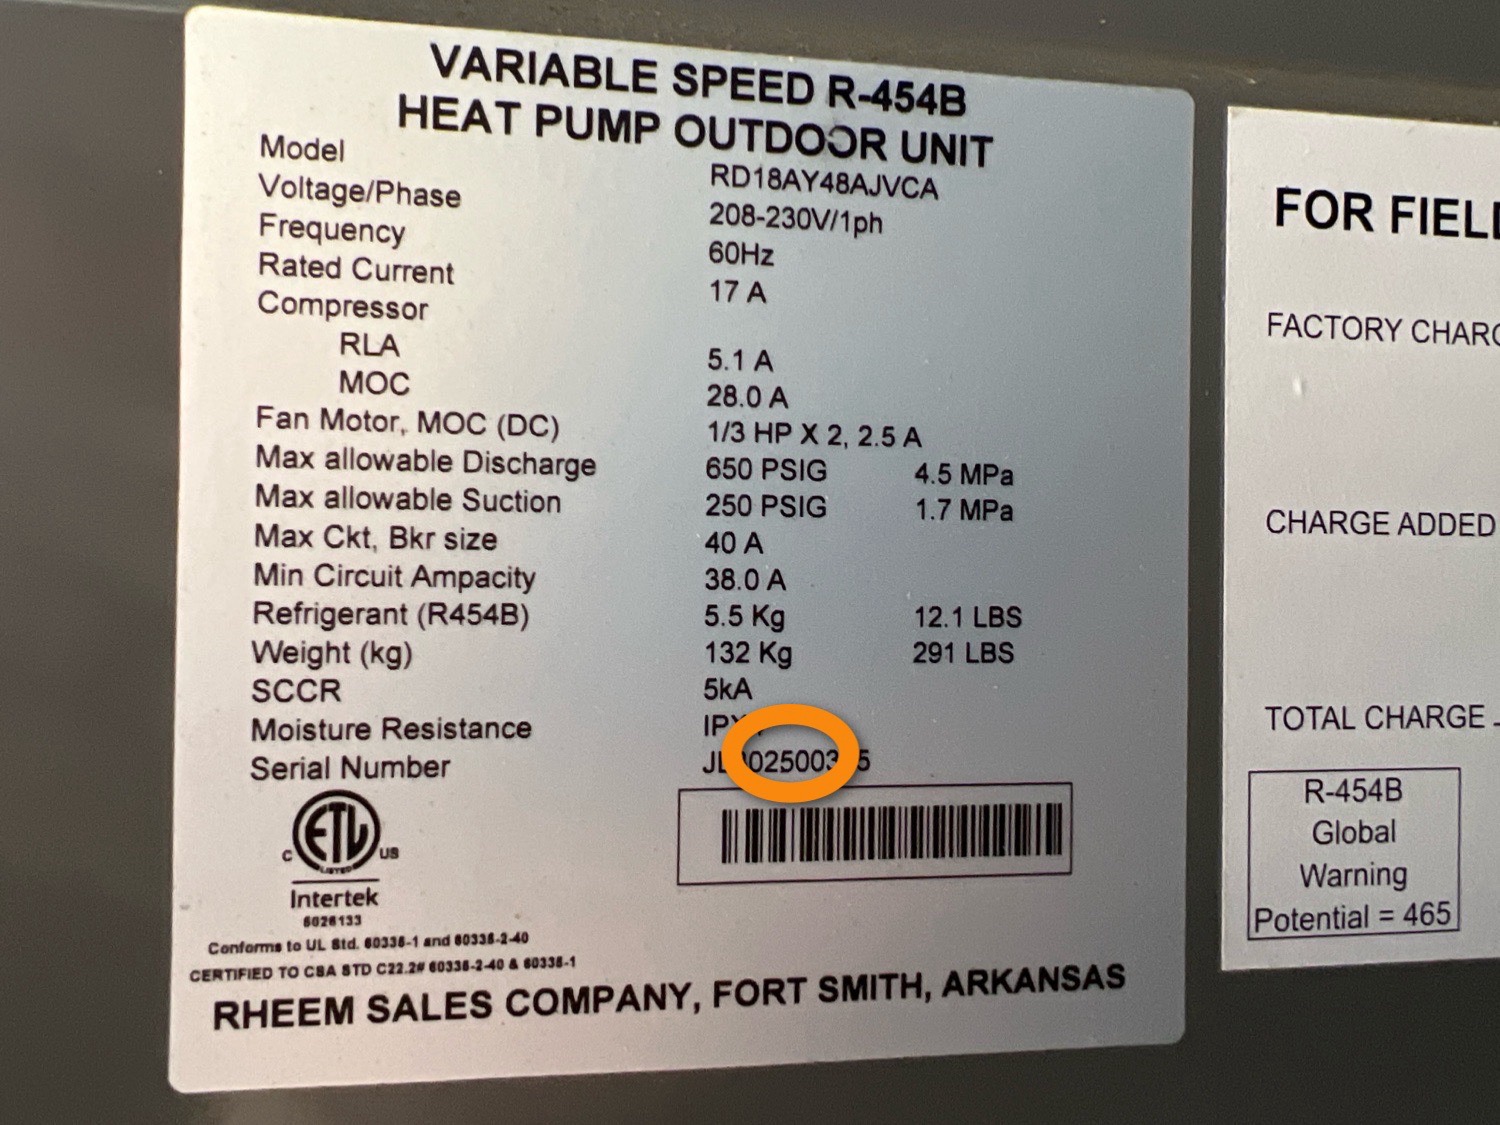 VARIABLE SPEED R-454B
HEAT PUMP OUTDOOR UNIT
Model RD18AY48AJVCA
Voltage/Phase 208-230V/1ph
Frequency 60Hz
Rated Current 17 A
Compressor
RLA 5.1 A
MOC 28.0 A
Fan Motor, MOC (DC) 1/3 HP X 2, 2.5 A
Max allowable Discharge 650 PSIG 4.5 MPa
Max allowable Suction 250 PSIG 1.7 MPa
Max Ckt, Bkr size 40 A
Min Circuit Ampacity 38.0 A
Refrigerant (R454B) 5.5 Kg 12.1 LBS
Weight (kg) 132 Kg 291 LBS
SCCR 5kA
Moisture Resistance
Serial Number
C ETL US
LISTED
Intertek
5026133
Conforms to UL Std. 60335-1 and 60335-2-40
CERTIFIED TO CSA STD C22.2# 60335-2-40 & 60335-1
RHEEM SALES COMPANY, FORT SMITH, ARKANSAS
FOR
FACTORY
CHARGE ADDED
TOTAL CHARGE
R-454B
Global
Warning
Potential = 465